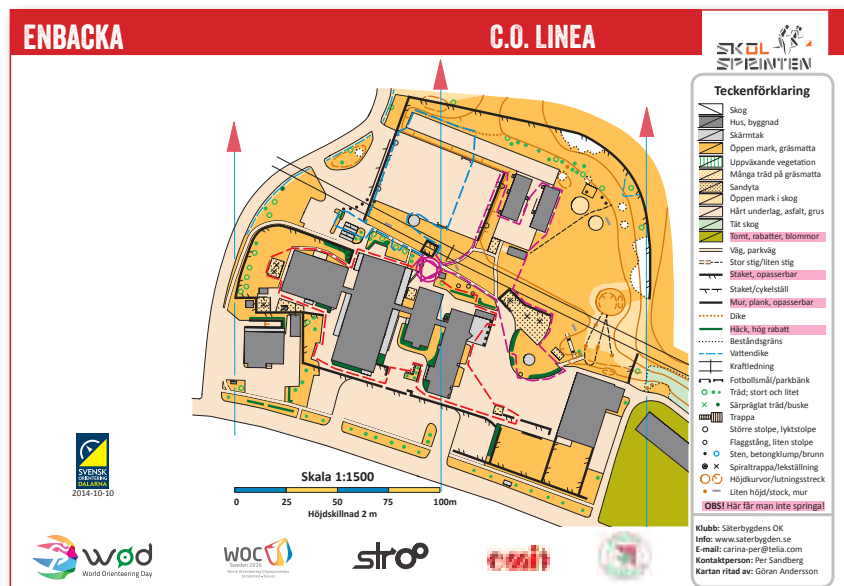 ENBACKA
C.O. LINEA
SKOL
SPRINTEN
Teckenförklaring
Skog
Hus, byggnad
Skärmtak
Öppen mark, gräsmatta
Uppväxande vegetation
Många träd på gräsmatta
Sandyta
Öppen mark i skog
Hårt underlag, asfalt, grus
Tät skog
Tomt, rabatter, blommor
Väg, parkväg
Stor stig/liten stig
Staket, opasserbar
Staket/cykelställ
Mur, plank, opasserbar
Dike
Häck, hög rabatt
Beståndsgräns
Vattendike
Kraftledning
Fotbollsmål/parkbänk
Träd; stort och litet
Särpräglat träd/buske
Trappa
Större stolpe, lyktstolpe
Flaggstång, liten stolpe
Sten, betongklump/brunn
Spiraltrappa/lekställning
Höjdkurvor/lutningsstreck
Liten höjd/stock, mur
OBS! Här får man inte springa!
Klubb: Säterbygdens OK
Info: www.saterbygden.se
E-mail: carina-per@telia.com
Kontaktperson: Per Sandberg
Kartan ritad av: Göran Andersson
SVENSK
ORIENTERING
DALARNA
2014-10-10
Skala 1:1500
0 25 50 75 100m
Höjdskillnad 2 m
wod
World Orienteering Day
WOC
Sweden 2016
World Orienteering Championships
Strömstad • Tanum
stroo
emit